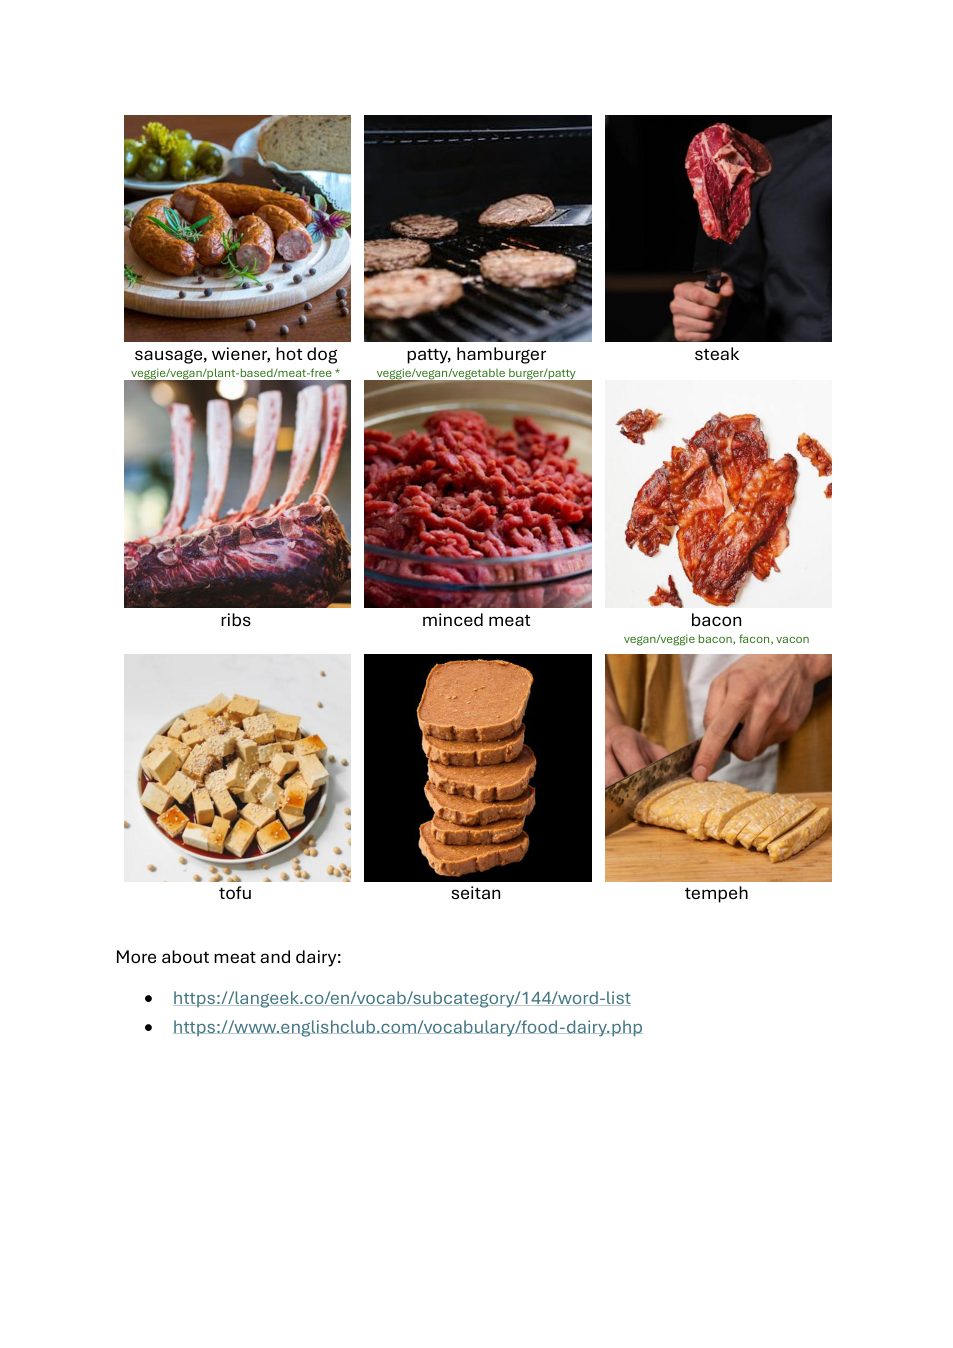 sausage, wiener, hot dog
veggie/vegan/plant-based/meat-free *
patty, hamburger
veggie/vegan/vegetable burger/patty
steak
ribs
minced meat
bacon
vegan/veggie bacon, facon, vacon
tofu
seitan
tempeh
More about meat and dairy:
• https://langeek.co/en/vocab/subcategory/144/word-list
• https://www.englishclub.com/vocabulary/food-dairy.php